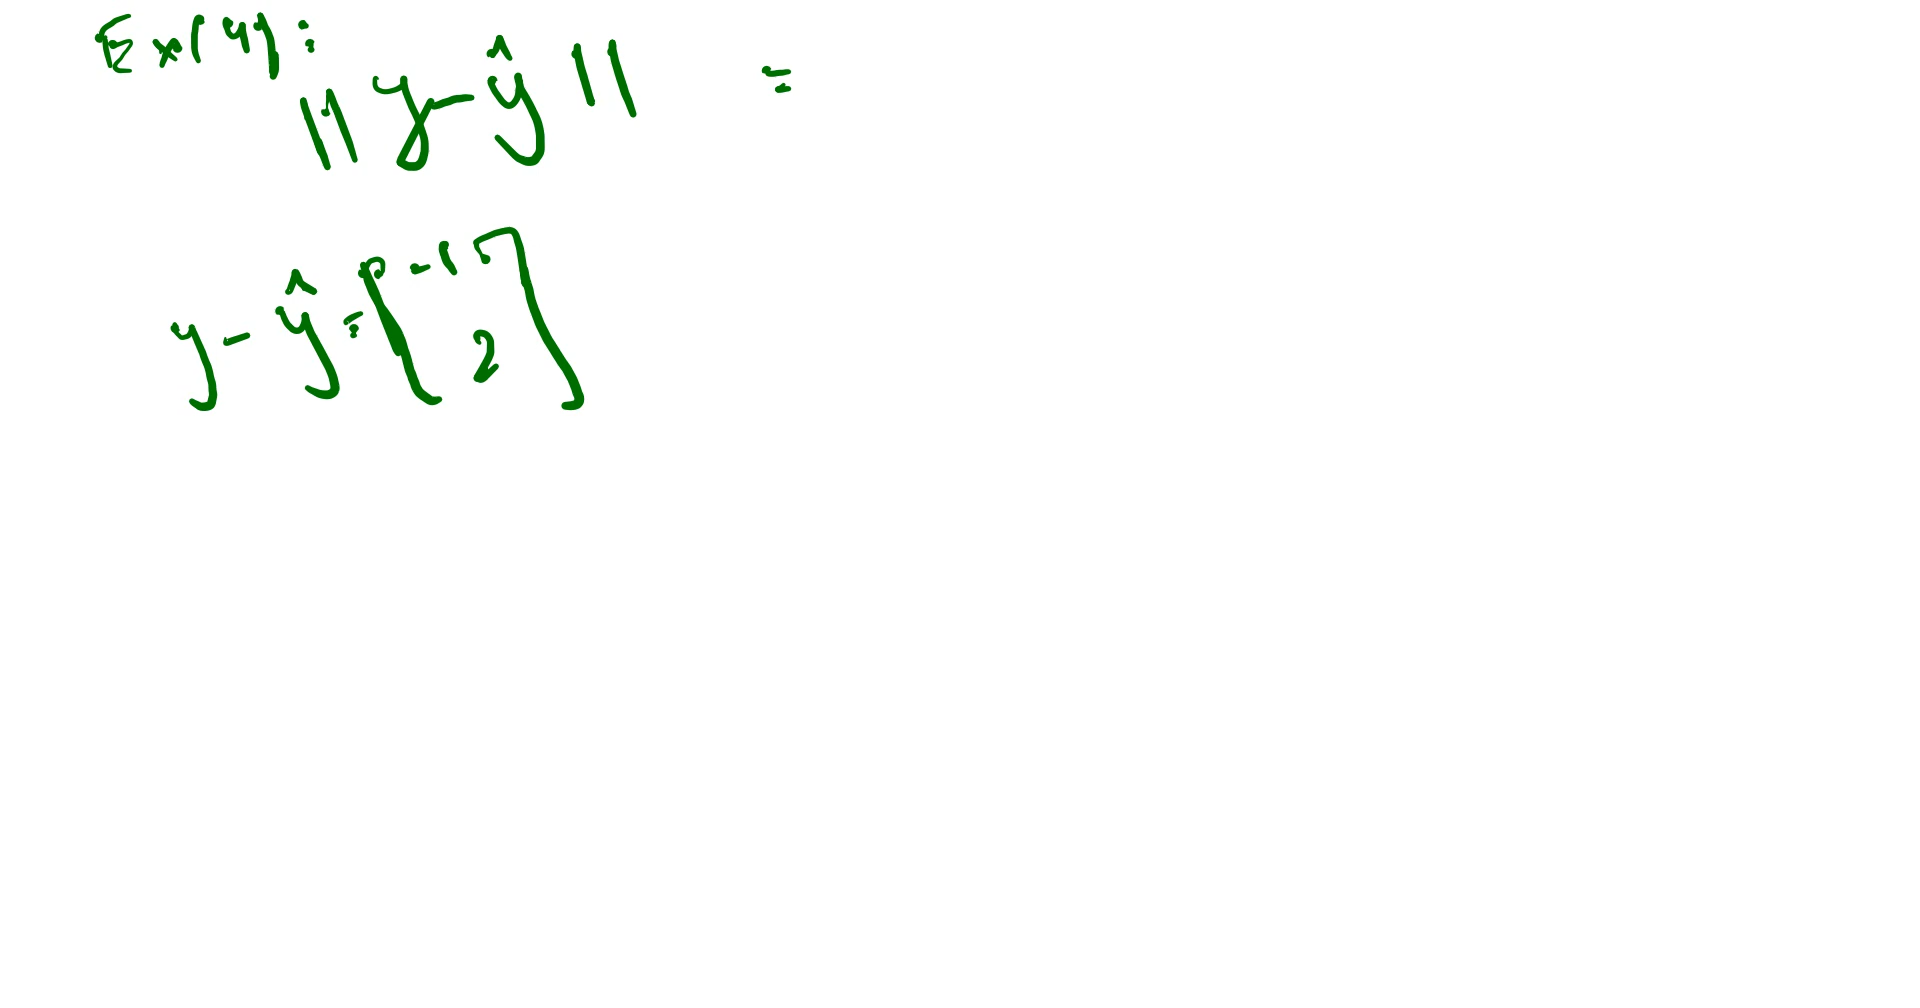 Ex(4):
||y-ŷ|| =
y-ŷ=[-1
2]